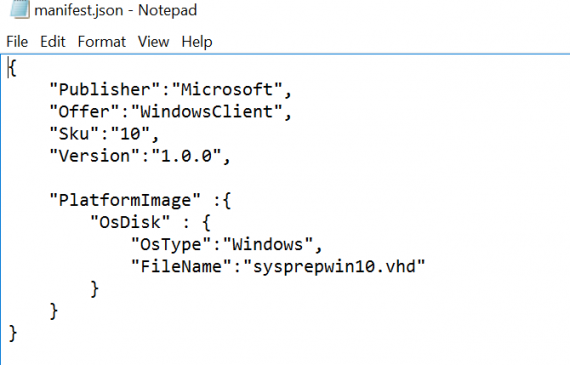 manifest.json - Notepad
File Edit Format View Help
{
    "Publisher":"Microsoft",
    "Offer":"WindowsClient",
    "Sku":"10",
    "Version":"1.0.0",

    "PlatformImage" :{
        "OsDisk" : {
            "OsType":"Windows",
            "FileName":"sysprepwin10.vhd"
        }
    }
}